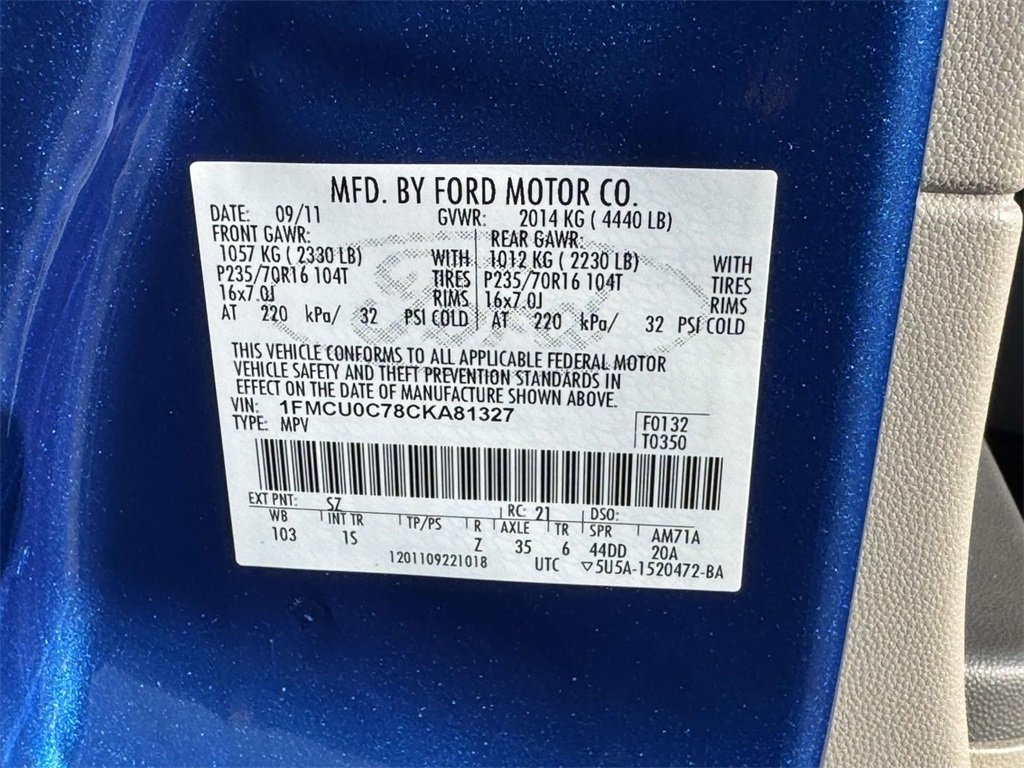 MFD. BY FORD MOTOR CO.
DATE: 09/11 GVWR: 2014 KG ( 4440 LB)
FRONT GAWR: REAR GAWR:
1057 KG ( 2330 LB) WITH 1012 KG ( 2230 LB) WITH
P235/70R16 104T TIRES P235/70R16 104T TIRES
16x7.0J RIMS 16x7.0J RIMS
AT 220 kPa/ 32 PSI COLD AT 220 kPa/ 32 PSI COLD
THIS VEHICLE CONFORMS TO ALL APPLICABLE FEDERAL MOTOR
VEHICLE SAFETY AND THEFT PREVENTION STANDARDS IN
EFFECT ON THE DATE OF MANUFACTURE SHOWN ABOVE.
VIN: 1FMCU0C78CKA81327
TYPE: MPV
F0132
T0350
EXT PNT: SZ RC: 21 DSO:
WB INT TR TP/PS R AXLE TR SPR AM71A
103 IS Z 35 6 44DD 20A
1201109221018 UTC ▽5U5A-1520472-BA